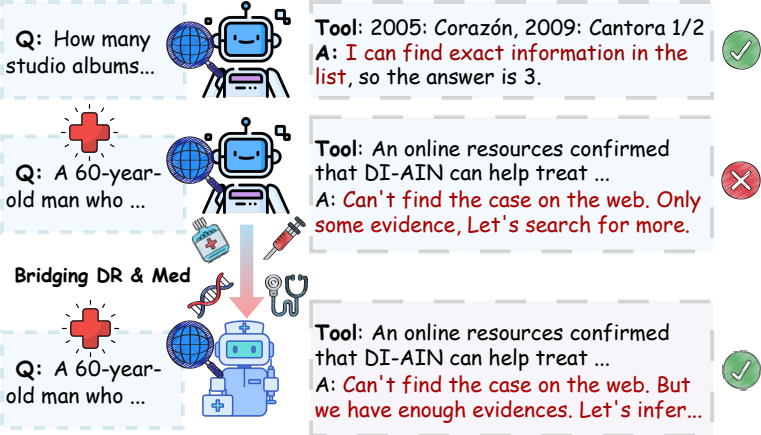 Q: How many
studio albums...
Tool: 2005: Corazón, 2009: Cantora 1/2
A: I can find exact information in the
list, so the answer is 3.
Q: A 60-year-
old man who ...
Tool: An online resources confirmed
that DI-AIN can help treat ...
A: Can't find the case on the web. Only
some evidence, Let's search for more.
Bridging DR & Med
Q: A 60-year-
old man who ...
Tool: An online resources confirmed
that DI-AIN can help treat ...
A: Can't find the case on the web. But
we have enough evidences. Let's infer...